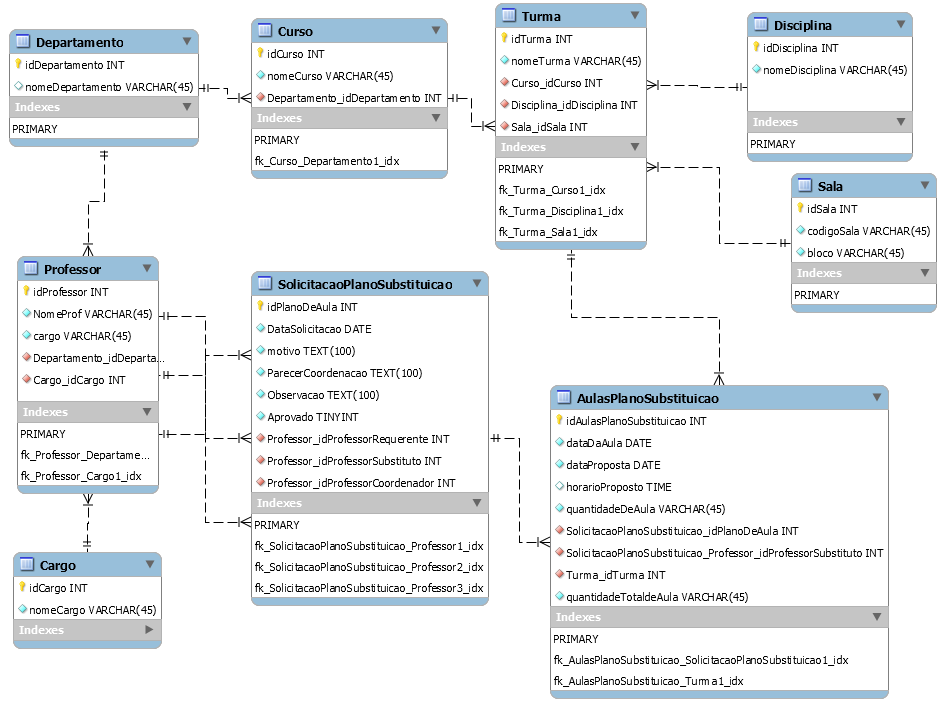 Departamento
idDepartamento INT
nomeDepartamento VARCHAR(45)
Indexes
PRIMARY
Curso
idCurso INT
nomeCurso VARCHAR(45)
Departamento_idDepartamento INT
Indexes
PRIMARY
fk_Curso_Departamento1_idx
Turma
idTurma INT
nomeTurma VARCHAR(45)
Curso_idCurso INT
Disciplina_idDisciplina INT
Sala_idSala INT
Indexes
PRIMARY
fk_Turma_Curso1_idx
fk_Turma_Disciplina1_idx
fk_Turma_Sala1_idx
Disciplina
idDisciplina INT
nomeDisciplina VARCHAR(45)
Indexes
PRIMARY
Sala
idSala INT
codigoSala VARCHAR(45)
bloco VARCHAR(45)
Indexes
PRIMARY
Professor
idProfessor INT
NomeProf VARCHAR(45)
cargo VARCHAR(45)
Departamento_idDeparta...
Cargo_idCargo INT
Indexes
PRIMARY
fk_Professor_Departame...
fk_Professor_Cargo1_idx
SolicitacaoPlanoSubstituicao
idPlanoDeAula INT
DataSolicitacao DATE
motivo TEXT(100)
ParecerCoordenacao TEXT(100)
Observacao TEXT(100)
Aprovado TINYINT
Professor_idProfessorRequerente INT
Professor_idProfessorSubstituto INT
Professor_idProfessorCoordenador INT
Indexes
PRIMARY
fk_SolicitacaoPlanoSubstituicao_Professor1_idx
fk_SolicitacaoPlanoSubstituicao_Professor2_idx
fk_SolicitacaoPlanoSubstituicao_Professor3_idx
AulasPlanoSubstituicao
idAulasPlanoSubstituicao INT
dataDaAula DATE
dataProposta DATE
horarioProposto TIME
quantidadeDeAula VARCHAR(45)
SolicitacaoPlanoSubstituicao_idPlanoDeAula INT
SolicitacaoPlanoSubstituicao_Professor_idProfessorSubstituto INT
Turma_idTurma INT
quantidadeTotaldeAula VARCHAR(45)
Indexes
PRIMARY
fk_AulasPlanoSubstituicao_SolicitacaoPlanoSubstituicao1_idx
fk_AulasPlanoSubstituicao_Turma1_idx
Cargo
idCargo INT
nomeCargo VARCHAR(45)
Indexes